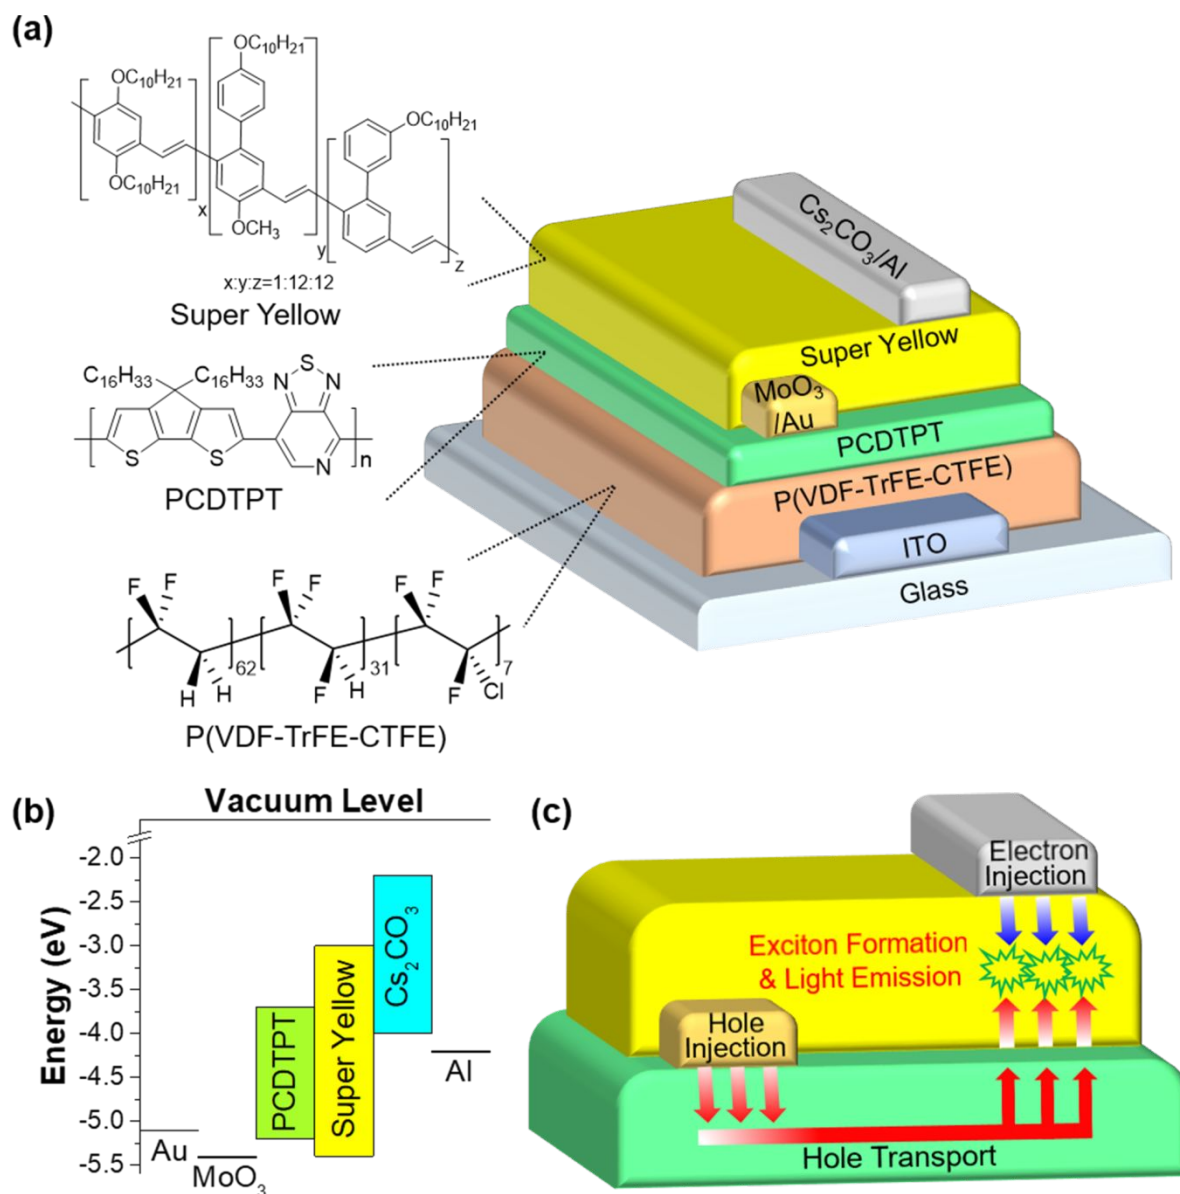 (a)
OC10H21
OC10H21
x
OC10H21
OCH3
y
OC10H21
z
x:y:z=1:12:12
Super Yellow
C16H33
C16H33
S
N
N
S
S
N
n
PCDTPT
F
F
H
H
62
F
F
F
H
31
F
F
F
Cl
7
P(VDF-TrFE-CTFE)
Cs2CO3/Al
Super Yellow
MoO3
/Au
PCDTPT
P(VDF-TrFE-CTFE)
ITO
Glass
(b)
Vacuum Level
Energy (eV)
-2.0
-2.5
-3.0
-3.5
-4.0
-4.5
-5.0
-5.5
Au
MoO3
PCDTPT
Super Yellow
Cs2CO3
Al
(c)
Electron
Injection
Exciton Formation
& Light Emission
Hole
Injection
Hole Transport